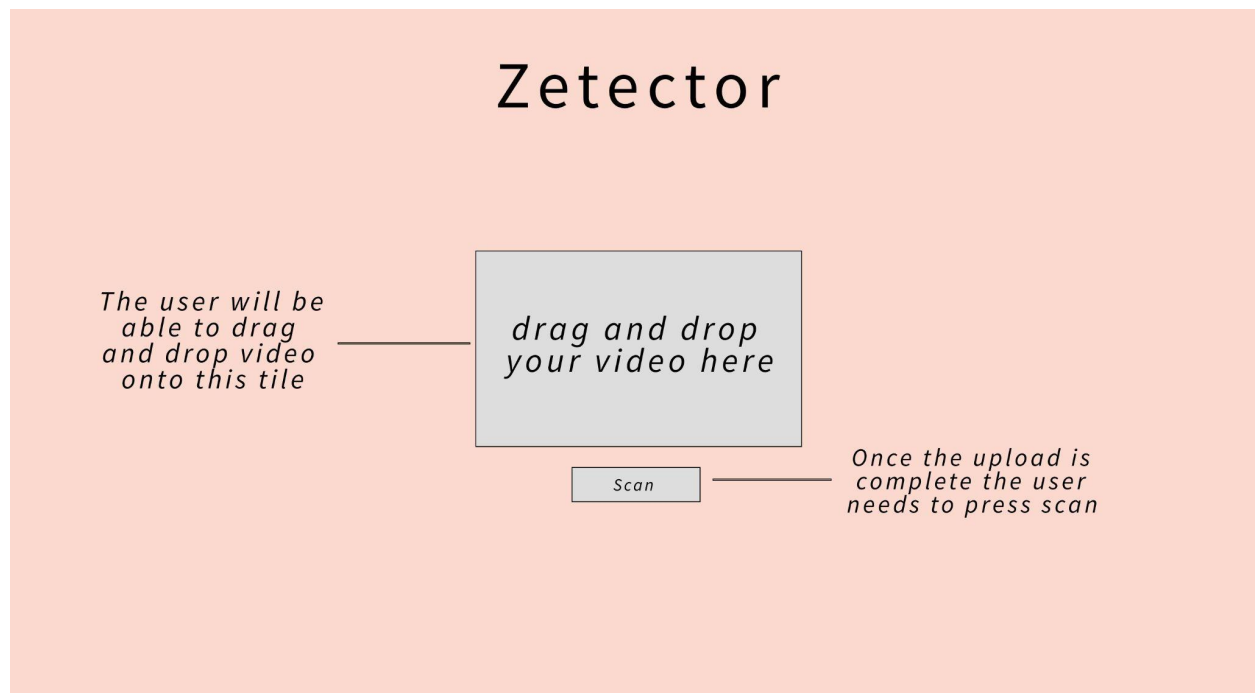 Zetector
The user will be
able to drag
and drop video
onto this tile
drag and drop
your video here
Scan
Once the upload is
complete the user
needs to press scan